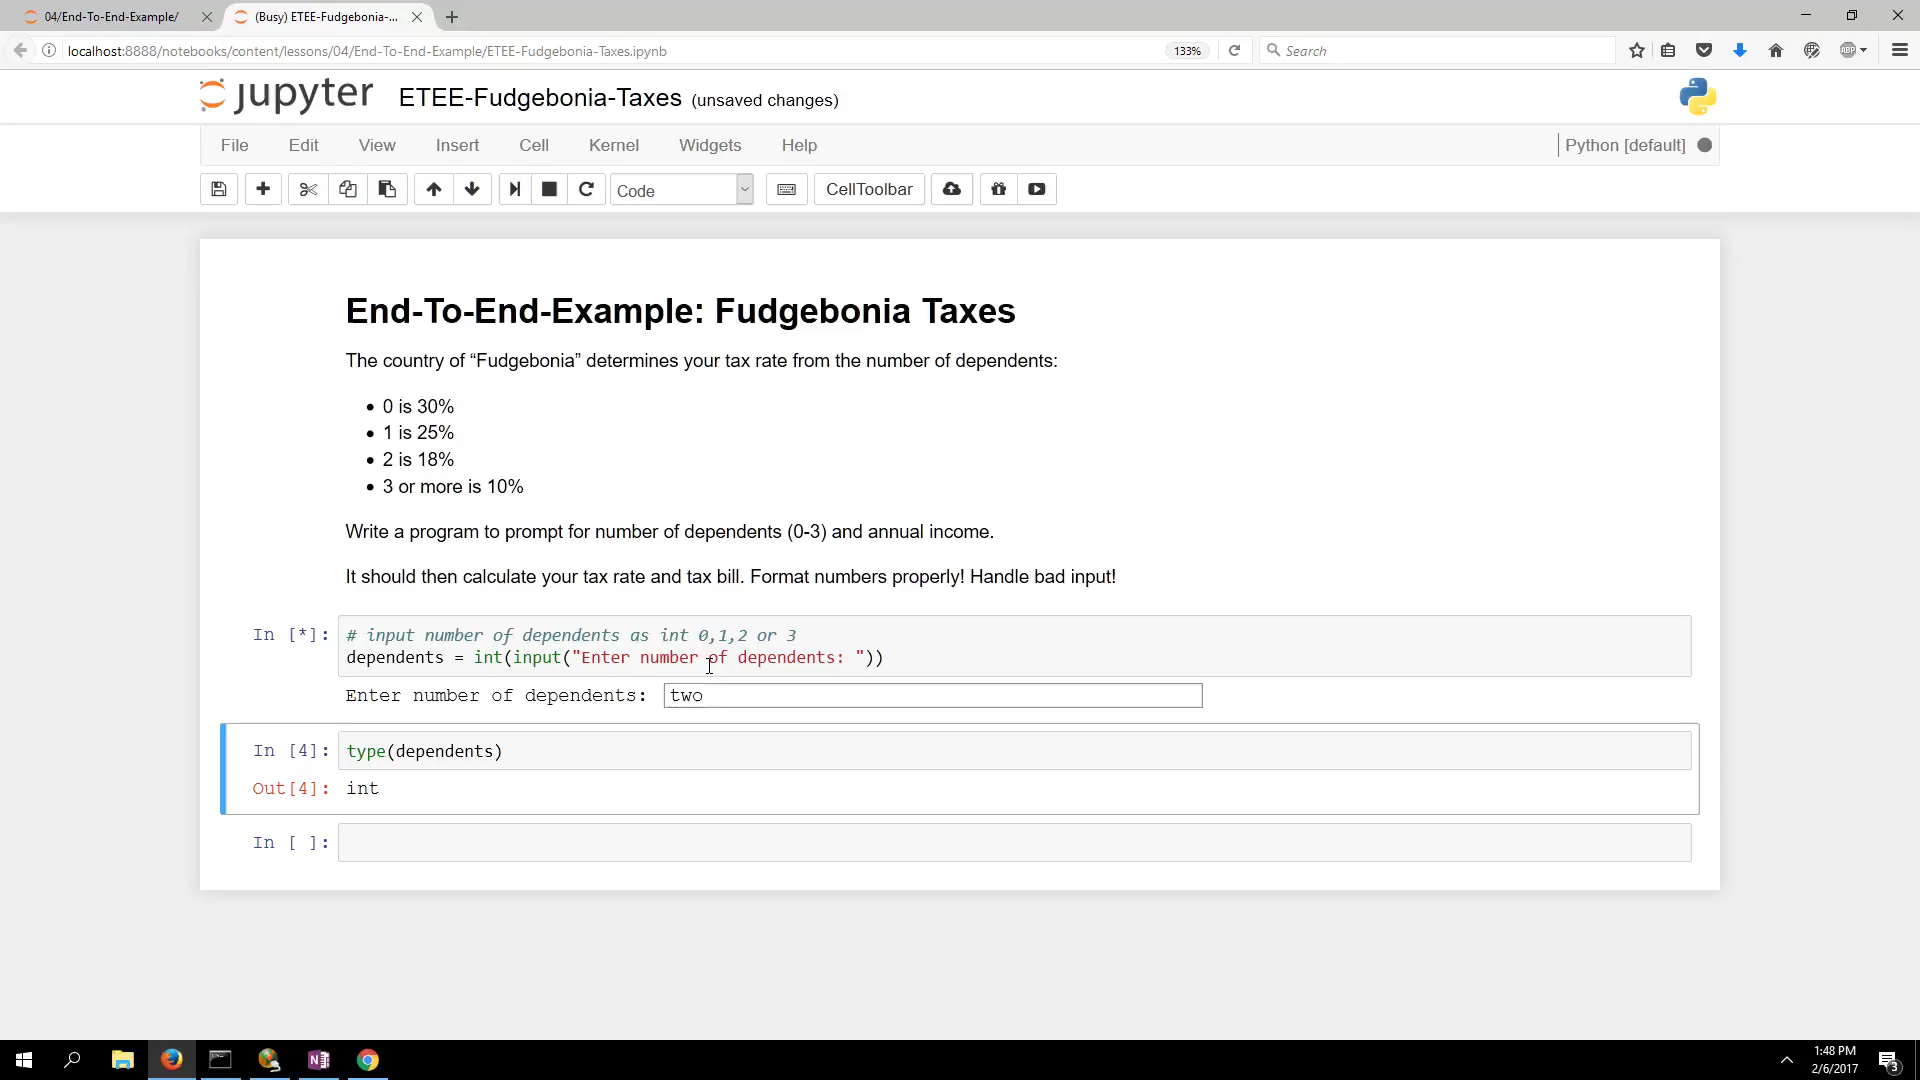 04/End-To-End-Example/
(Busy) ETEE-Fudgebonia-...
localhost:8888/notebooks/content/lessons/04/End-To-End-Example/ETEE-Fudgebonia-Taxes.ipynb
133%
Search
ABP
jupyter
ETEE-Fudgebonia-Taxes (unsaved changes)
File Edit View Insert Cell Kernel Widgets Help
Python [default]
Code
CellToolbar
End-To-End-Example: Fudgebonia Taxes
The country of “Fudgebonia” determines your tax rate from the number of dependents:
• 0 is 30%
• 1 is 25%
• 2 is 18%
• 3 or more is 10%
Write a program to prompt for number of dependents (0-3) and annual income.
It should then calculate your tax rate and tax bill. Format numbers properly! Handle bad input!
In [*]:
# input number of dependents as int 0,1,2 or 3
dependents = int(input("Enter number of dependents: "))
Enter number of dependents: two
In [4]: type(dependents)
Out[4]: int
In [ ]:
1:48 PM
2/6/2017
3